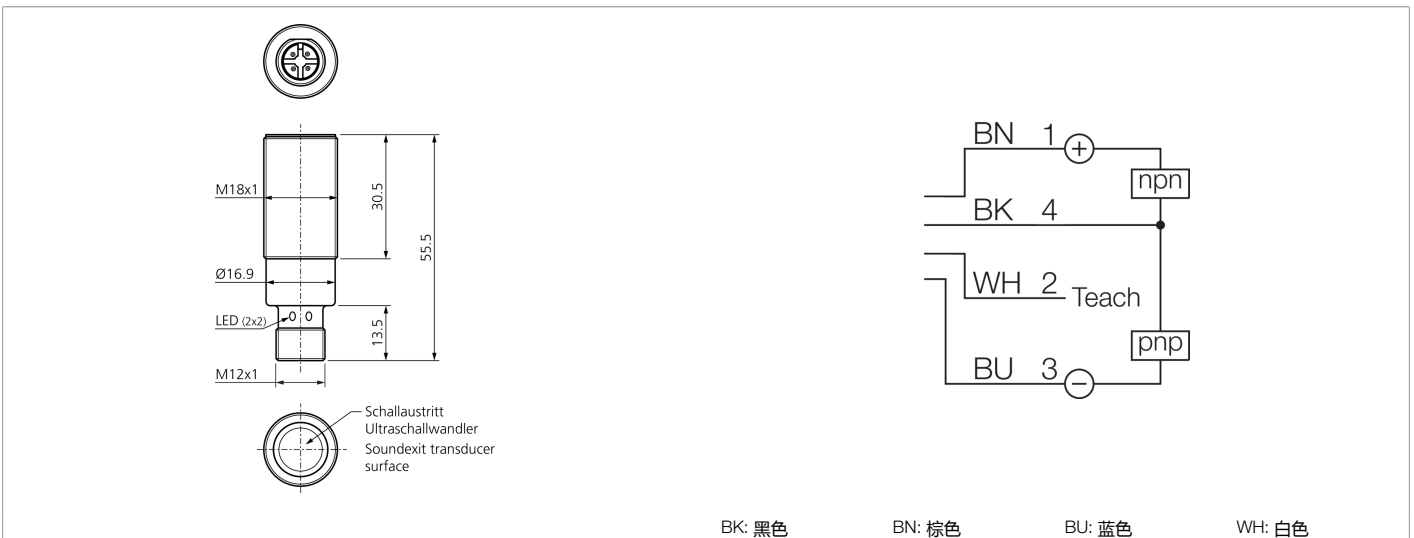 M18x1
30.5
55.5
Ø16.9
LED (2x2)
13.5
M12x1
Schallaustritt
Ultraschallwandler
Soundexit transducer
surface
BN 1
+
npn
BK 4
WH 2 Teach
pnp
BU 3
−
BK: 黑色 BN: 棕色 BU: 蓝色 WH: 白色